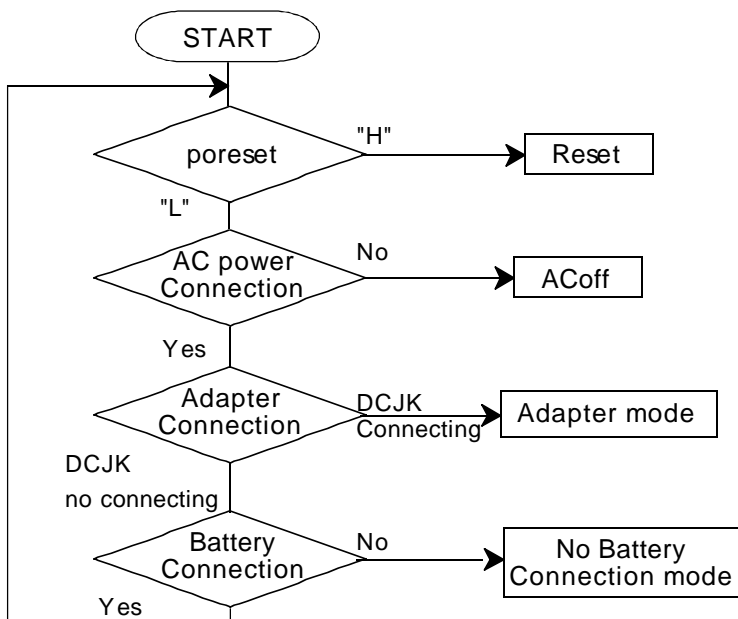 START
"H"
poreset
Reset
"L"
AC power
Connection
No
ACoff
Yes
Adapter
Connection
DCJK
Connecting
Adapter mode
DCJK
no connecting
Battery
Connection
No
No Battery
Connection mode
Yes